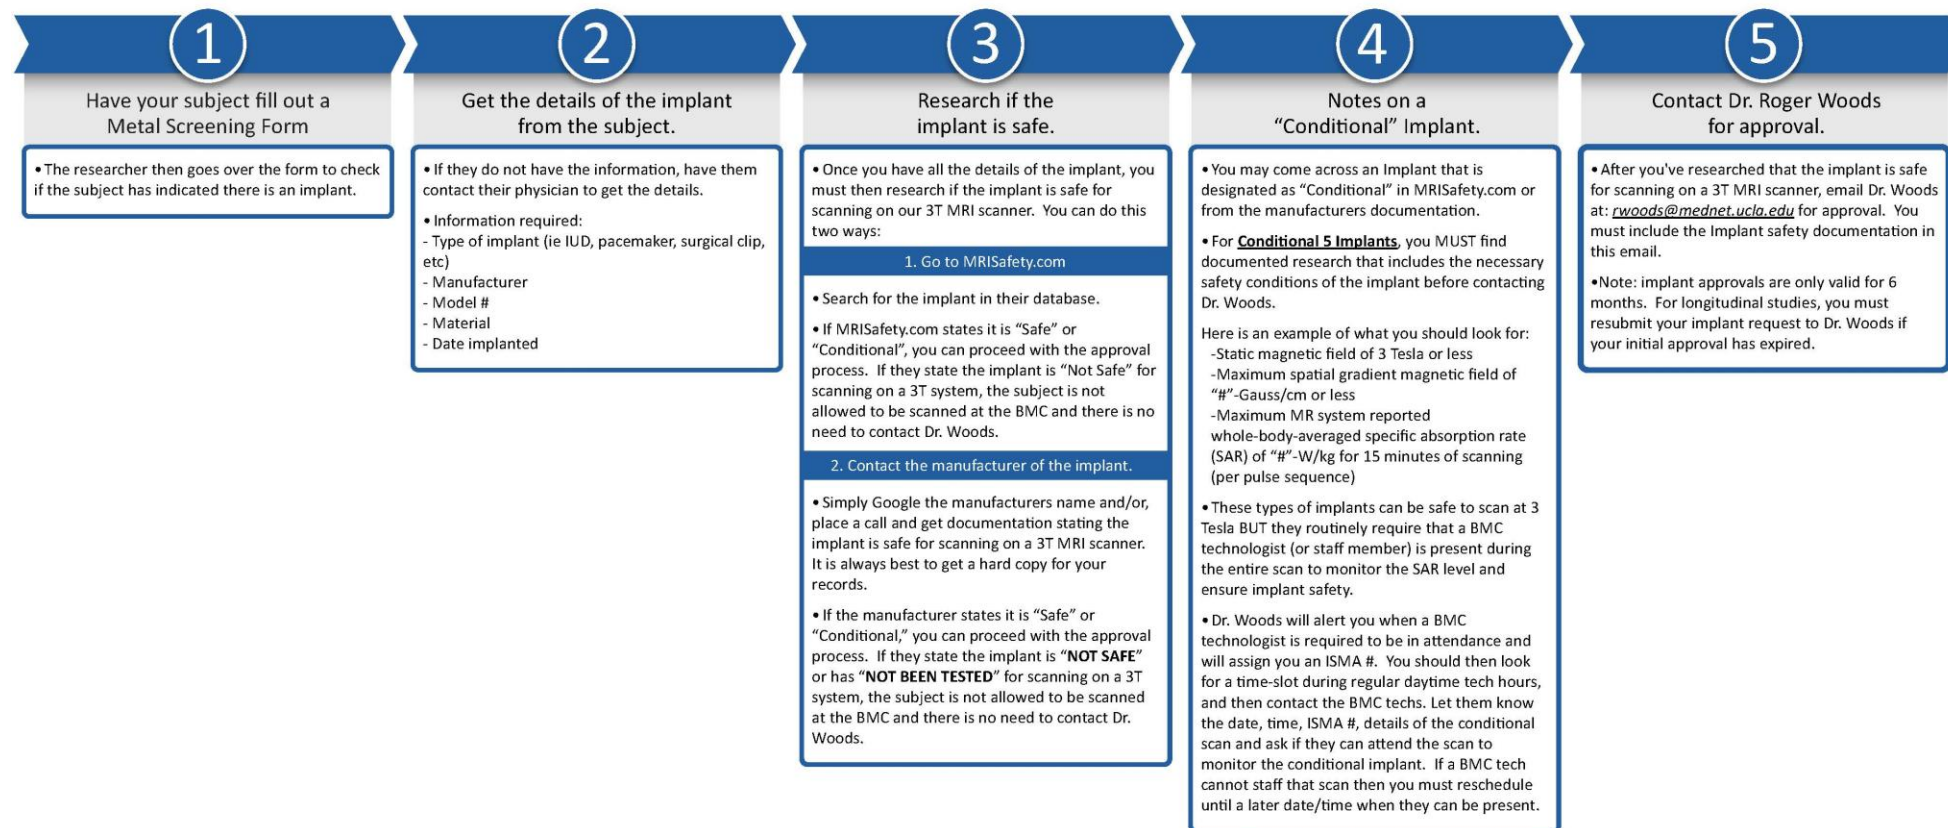 1
Have your subject fill out a
Metal Screening Form
• The researcher then goes over the form to check
if the subject has indicated there is an implant.
2
Get the details of the implant
from the subject.
• If they do not have the information, have them
contact their physician to get the details.
• Information required:
- Type of implant (ie IUD, pacemaker, surgical clip,
etc)
- Manufacturer
- Model #
- Material
- Date implanted
3
Research if the
implant is safe.
• Once you have all the details of the implant, you
must then research if the implant is safe for
scanning on our 3T MRI scanner. You can do this
two ways:
1. Go to MRISafety.com
• Search for the implant in their database.
• If MRISafety.com states it is “Safe” or
“Conditional”, you can proceed with the approval
process. If they state the implant is “Not Safe” for
scanning on a 3T system, the subject is not
allowed to be scanned at the BMC and there is no
need to contact Dr. Woods.
2. Contact the manufacturer of the implant.
• Simply Google the manufacturers name and/or,
place a call and get documentation stating the
implant is safe for scanning on a 3T MRI scanner.
It is always best to get a hard copy for your
records.
• If the manufacturer states it is “Safe” or
“Conditional,” you can proceed with the approval
process. If they state the implant is “NOT SAFE”
or has “NOT BEEN TESTED” for scanning on a 3T
system, the subject is not allowed to be scanned
at the BMC and there is no need to contact Dr.
Woods.
4
Notes on a
“Conditional” Implant.
• You may come across an Implant that is
designated as “Conditional” in MRISafety.com or
from the manufacturers documentation.
• For Conditional 5 Implants, you MUST find
documented research that includes the necessary
safety conditions of the implant before contacting
Dr. Woods.
Here is an example of what you should look for:
-Static magnetic field of 3 Tesla or less
-Maximum spatial gradient magnetic field of
“#”-Gauss/cm or less
-Maximum MR system reported
whole-body-averaged specific absorption rate
(SAR) of “#”-W/kg for 15 minutes of scanning
(per pulse sequence)
• These types of implants can be safe to scan at 3
Tesla BUT they routinely require that a BMC
technologist (or staff member) is present during
the entire scan to monitor the SAR level and
ensure implant safety.
• Dr. Woods will alert you when a BMC
technologist is required to be in attendance and
will assign you an ISMA #. You should then look
for a time-slot during regular daytime tech hours,
and then contact the BMC techs. Let them know
the date, time, ISMA #, details of the conditional
scan and ask if they can attend the scan to
monitor the conditional implant. If a BMC tech
cannot staff that scan then you must reschedule
until a later date/time when they can be present.
5
Contact Dr. Roger Woods
for approval.
• After you've researched that the implant is safe
for scanning on a 3T MRI scanner, email Dr. Woods
at: rwoods@mednet.ucla.edu for approval. You
must include the Implant safety documentation in
this email.
•Note: implant approvals are only valid for 6
months. For longitudinal studies, you must
resubmit your implant request to Dr. Woods if
your initial approval has expired.